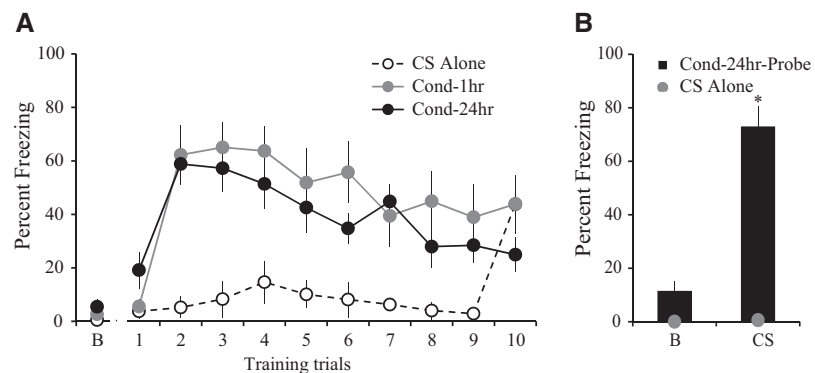 A
B
100
80
60
40
20
0
Percent Freezing
CS Alone
Cond-1hr
Cond-24hr
B 1 2 3 4 5 6 7 8 9 10
Training trials
100
80
60
40
20
0
Percent Freezing
Cond-24hr-Probe
CS Alone
*
B CS